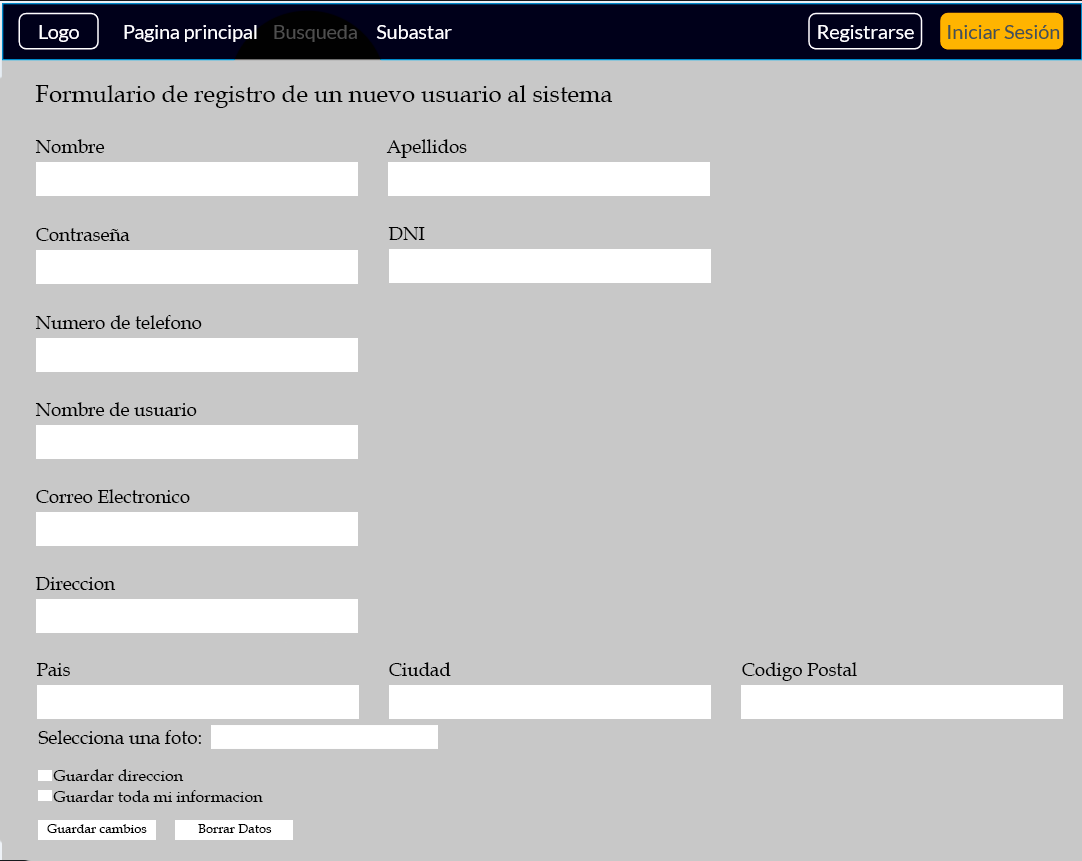 Logo Pagina principal Busqueda Subastar Registrarse Iniciar Sesión
Formulario de registro de un nuevo usuario al sistema
Nombre Apellidos
Contraseña DNI
Numero de telefono
Nombre de usuario
Correo Electronico
Direccion
Pais Ciudad Codigo Postal
Selecciona una foto:
Guardar direccion
Guardar toda mi informacion
Guardar cambios Borrar Datos